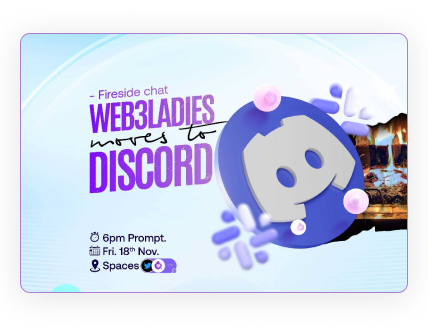 - Fireside chat
WEB3LADIES
moves to
DISCORD
6pm Prompt.
Fri. 18th Nov.
Spaces